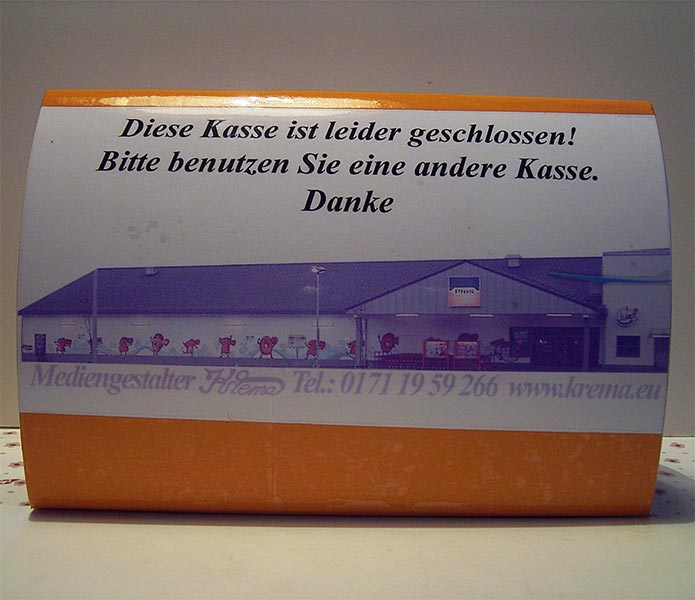 Diese Kasse ist leider geschlossen!
Bitte benutzen Sie eine andere Kasse.
Danke
Plus
Mediengestalter Krema Tel.: 0171 19 59 266 www.krema.eu